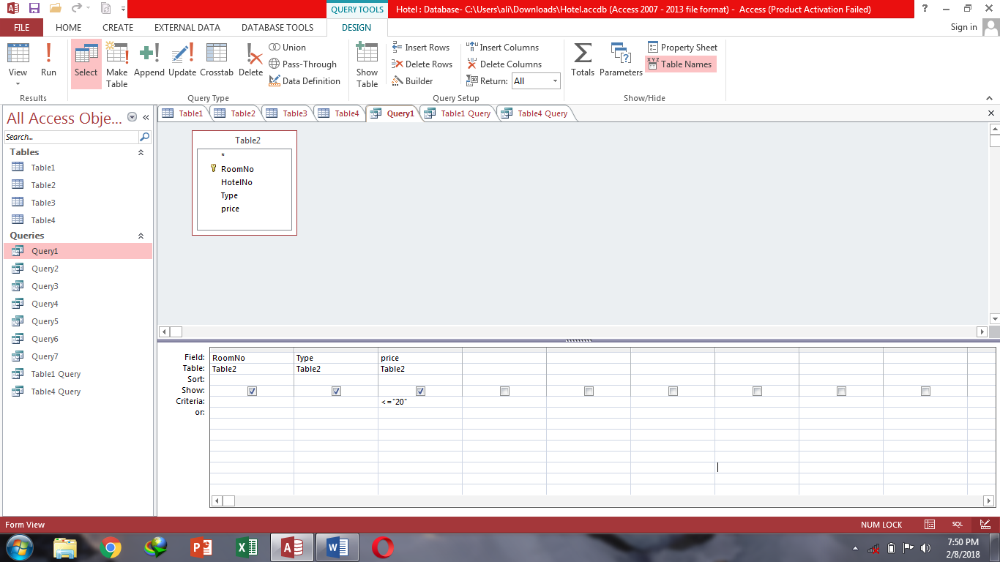 QUERY TOOLS
Hotel : Database- C:\Users\ali\Downloads\Hotel.accdb (Access 2007 - 2013 file format) - Access (Product Activation Failed)
?
FILE HOME CREATE EXTERNAL DATA DATABASE TOOLS DESIGN Sign in
View
Run
Results
Select
Make
Table
Append
Update
Crosstab
Delete
Union
Pass-Through
Data Definition
Query Type
Show
Table
Insert Rows
Delete Rows
Builder
Insert Columns
Delete Columns
Return: All
Query Setup
Totals
Parameters
Property Sheet
XYZ Table Names
Show/Hide
All Access Obje...
Search...
Tables
Table1
Table2
Table3
Table4
Queries
Query1
Query2
Query3
Query4
Query5
Query6
Query7
Table1 Query
Table4 Query
Table1 Table2 Table3 Table4 Query1 Table1 Query Table4 Query
Table2
*
RoomNo
HotelNo
Type
price
Field: RoomNo Type price
Table: Table2 Table2 Table2
Sort:
Show:
Criteria: <="20"
or:
Form View
NUM LOCK
SQL
7:50 PM
2/8/2018